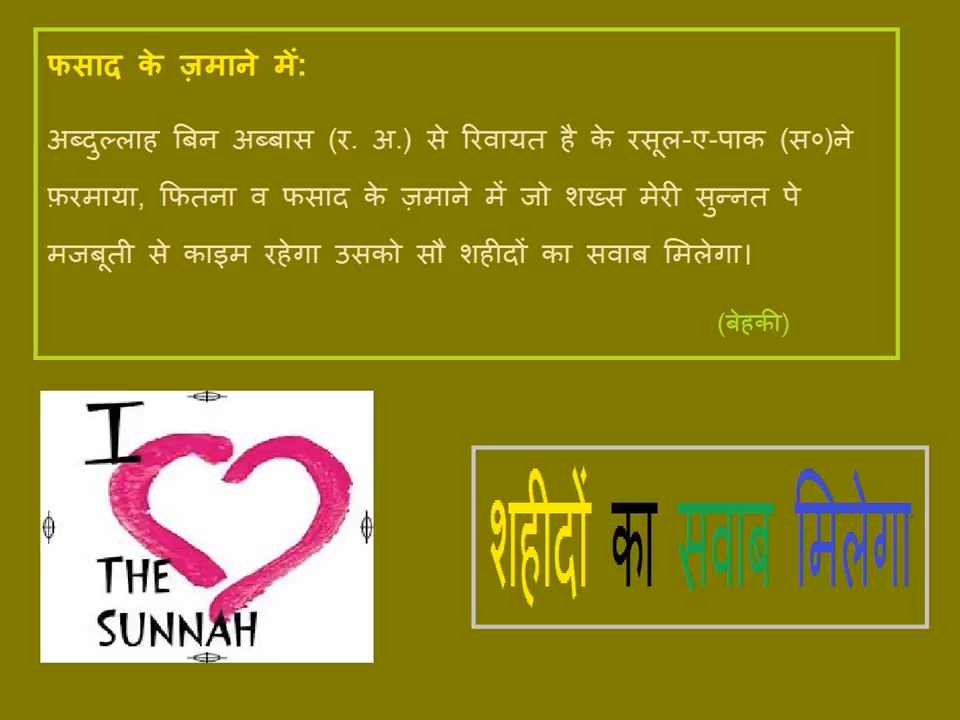 फसाद के ज़माने में:
अब्दुल्लाह बिन अब्बास (र. अ.) से रिवायत है के रसूल-ए-पाक (स०)ने
फ़रमाया, फितना व फसाद के ज़माने में जो शख्स मेरी सुन्नत पे
मजबूती से काइम रहेगा उसको सौ शहीदों का सवाब मिलेगा।
(बेहकी)
I
THE
SUNNAH
शहीदों का सवाब मिलेगा